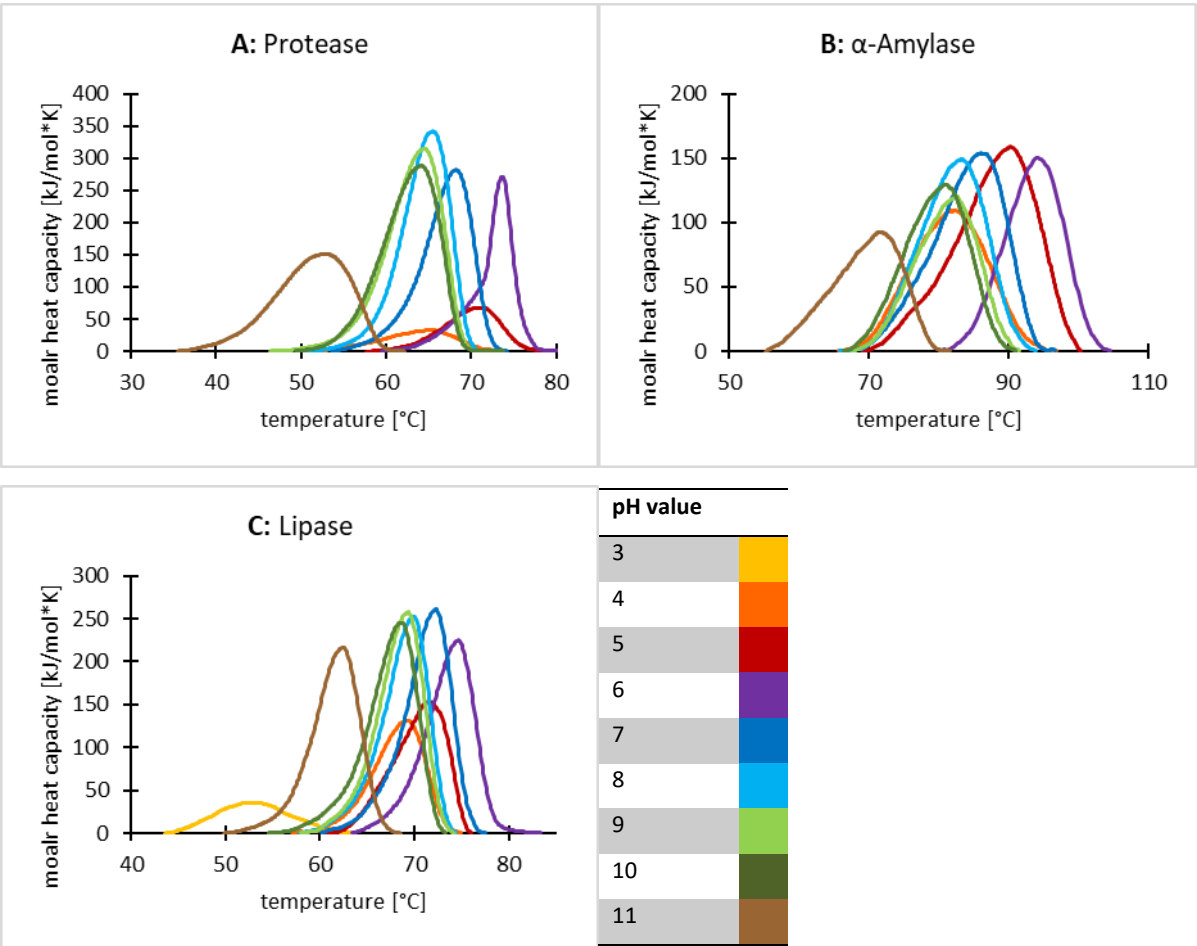 A: Protease
moalr heat capacity [kJ/mol*K]
400
350
300
250
200
150
100
50
0
30 40 50 60 70 80
temperature [°C]
B: α-Amylase
moalr heat capacity [kJ/mol*K]
200
150
100
50
0
50 70 90 110
temperature [°C]
C: Lipase
moalr heat capacity [kJ/mol*K]
300
250
200
150
100
50
0
40 50 60 70 80
temperature [°C]
pH value
3
4
5
6
7
8
9
10
11